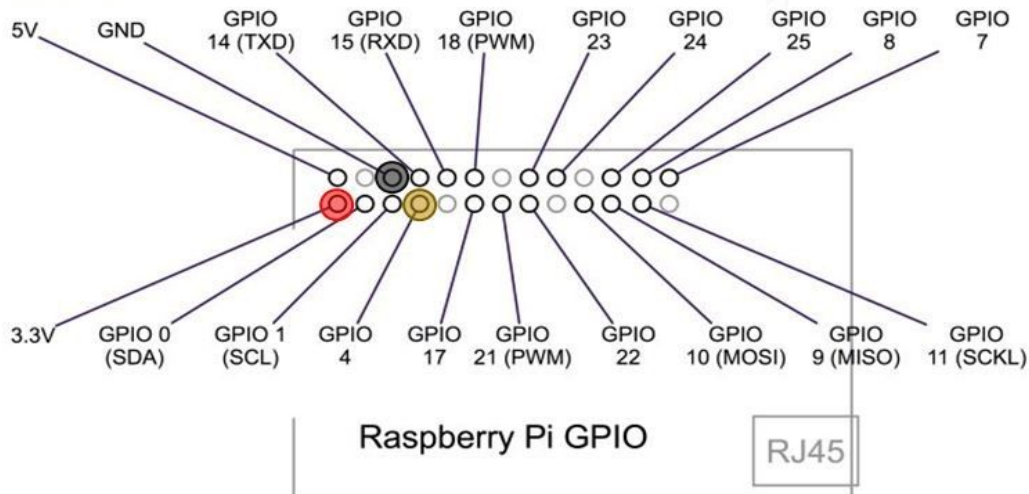 5V
GND
GPIO
14 (TXD)
GPIO
15 (RXD)
GPIO
18 (PWM)
GPIO
23
GPIO
24
GPIO
25
GPIO
8
GPIO
7
3.3V
GPIO 0
(SDA)
GPIO 1
(SCL)
GPIO
4
GPIO
17
GPIO
21 (PWM)
GPIO
22
GPIO
10 (MOSI)
GPIO
9 (MISO)
GPIO
11 (SCKL)
Raspberry Pi GPIO
RJ45